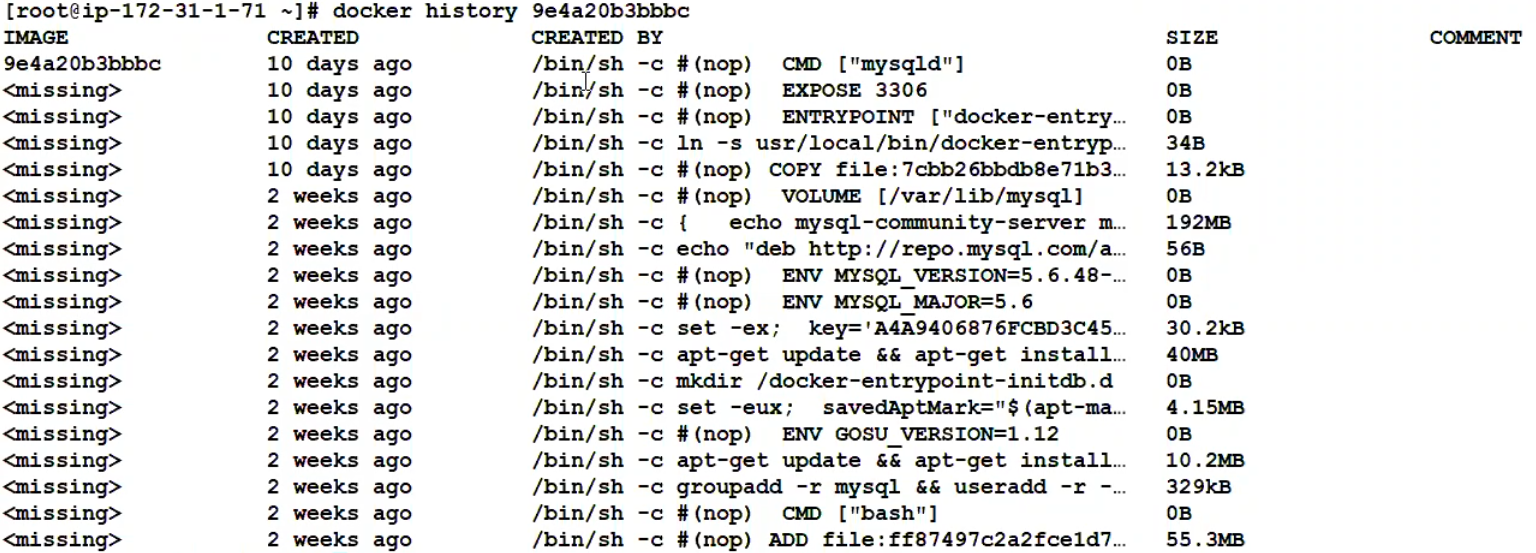 [root@ip-172-31-1-71 ~]# docker history 9e4a20b3bbbc
IMAGE CREATED CREATED BY SIZE COMMENT
9e4a20b3bbbc 10 days ago /bin/sh -c #(nop) CMD ["mysqld"] 0B
<missing> 10 days ago /bin/sh -c #(nop) EXPOSE 3306 0B
<missing> 10 days ago /bin/sh -c #(nop) ENTRYPOINT ["docker-entry… 0B
<missing> 10 days ago /bin/sh -c ln -s usr/local/bin/docker-entryp… 34B
<missing> 10 days ago /bin/sh -c #(nop) COPY file:7cbb26bbdb8e71b3… 13.2kB
<missing> 2 weeks ago /bin/sh -c #(nop) VOLUME [/var/lib/mysql] 0B
<missing> 2 weeks ago /bin/sh -c { echo mysql-community-server m… 192MB
<missing> 2 weeks ago /bin/sh -c echo "deb http://repo.mysql.com/a… 56B
<missing> 2 weeks ago /bin/sh -c #(nop) ENV MYSQL_VERSION=5.6.48-… 0B
<missing> 2 weeks ago /bin/sh -c #(nop) ENV MYSQL_MAJOR=5.6 0B
<missing> 2 weeks ago /bin/sh -c set -ex; key='A4A9406876FCBD3C45… 30.2kB
<missing> 2 weeks ago /bin/sh -c apt-get update && apt-get install… 40MB
<missing> 2 weeks ago /bin/sh -c mkdir /docker-entrypoint-initdb.d 0B
<missing> 2 weeks ago /bin/sh -c set -eux; savedAptMark="$(apt-ma… 4.15MB
<missing> 2 weeks ago /bin/sh -c #(nop) ENV GOSU_VERSION=1.12 0B
<missing> 2 weeks ago /bin/sh -c apt-get update && apt-get install… 10.2MB
<missing> 2 weeks ago /bin/sh -c groupadd -r mysql && useradd -r -… 329kB
<missing> 2 weeks ago /bin/sh -c #(nop) CMD ["bash"] 0B
<missing> 2 weeks ago /bin/sh -c #(nop) ADD file:ff87497c2a2fce1d7… 55.3MB